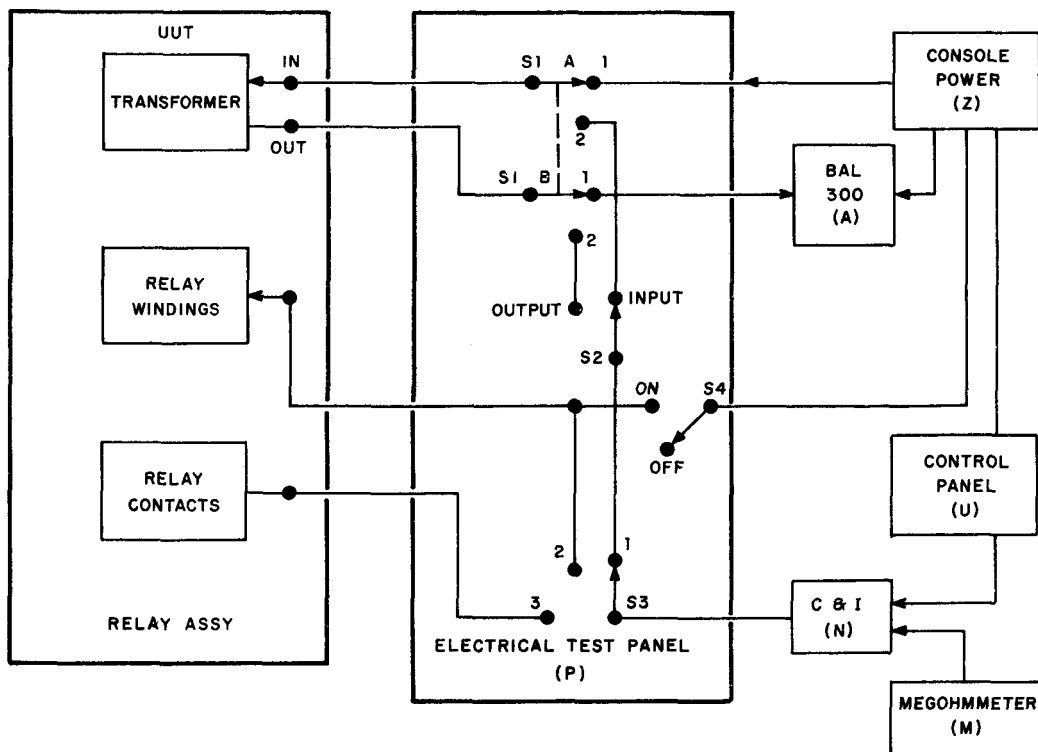 UUT
TRANSFORMER
IN
OUT
RELAY
WINDINGS
RELAY
CONTACTS
RELAY ASSY
S1 A 1
2
S1 B 1
2
OUTPUT
INPUT
S2
ON
S4
OFF
1
2
3
S3
ELECTRICAL TEST PANEL
(P)
CONSOLE
POWER
(Z)
BAL
300
(A)
CONTROL
PANEL
(U)
C & I
(N)
MEGOHMMETER
(M)